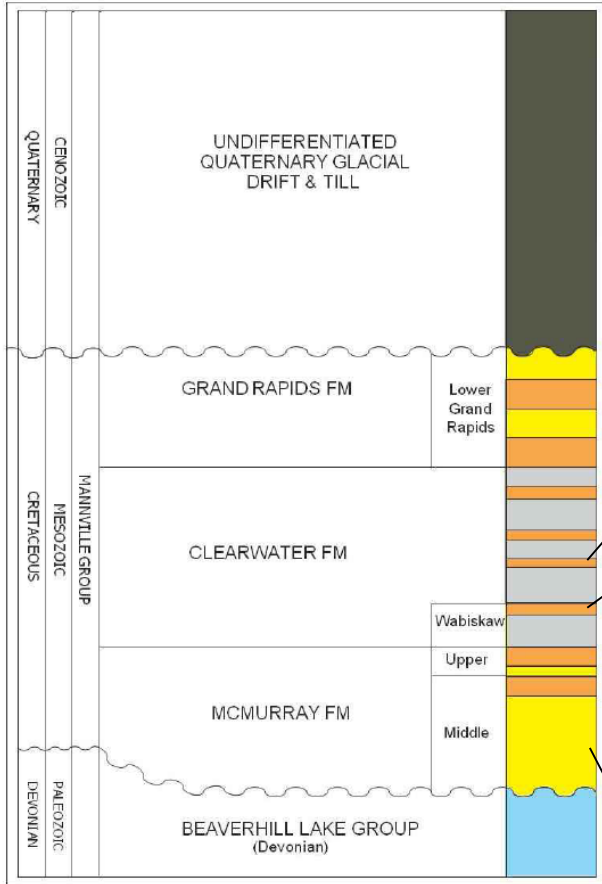 QUATERNARY
CENOZOIC
UNDIFFERENTIATED
QUATERNARY GLACIAL
DRIFT & TILL
CRETACEOUS
MESOZOIC
MANNVILLE GROUP
GRAND RAPIDS FM
Lower
Grand
Rapids
CLEARWATER FM
Wabiskaw
MCMURRAY FM
Upper
Middle
DEVONIAN
PALEOZOIC
BEAVERHILL LAKE GROUP
(Devonian)